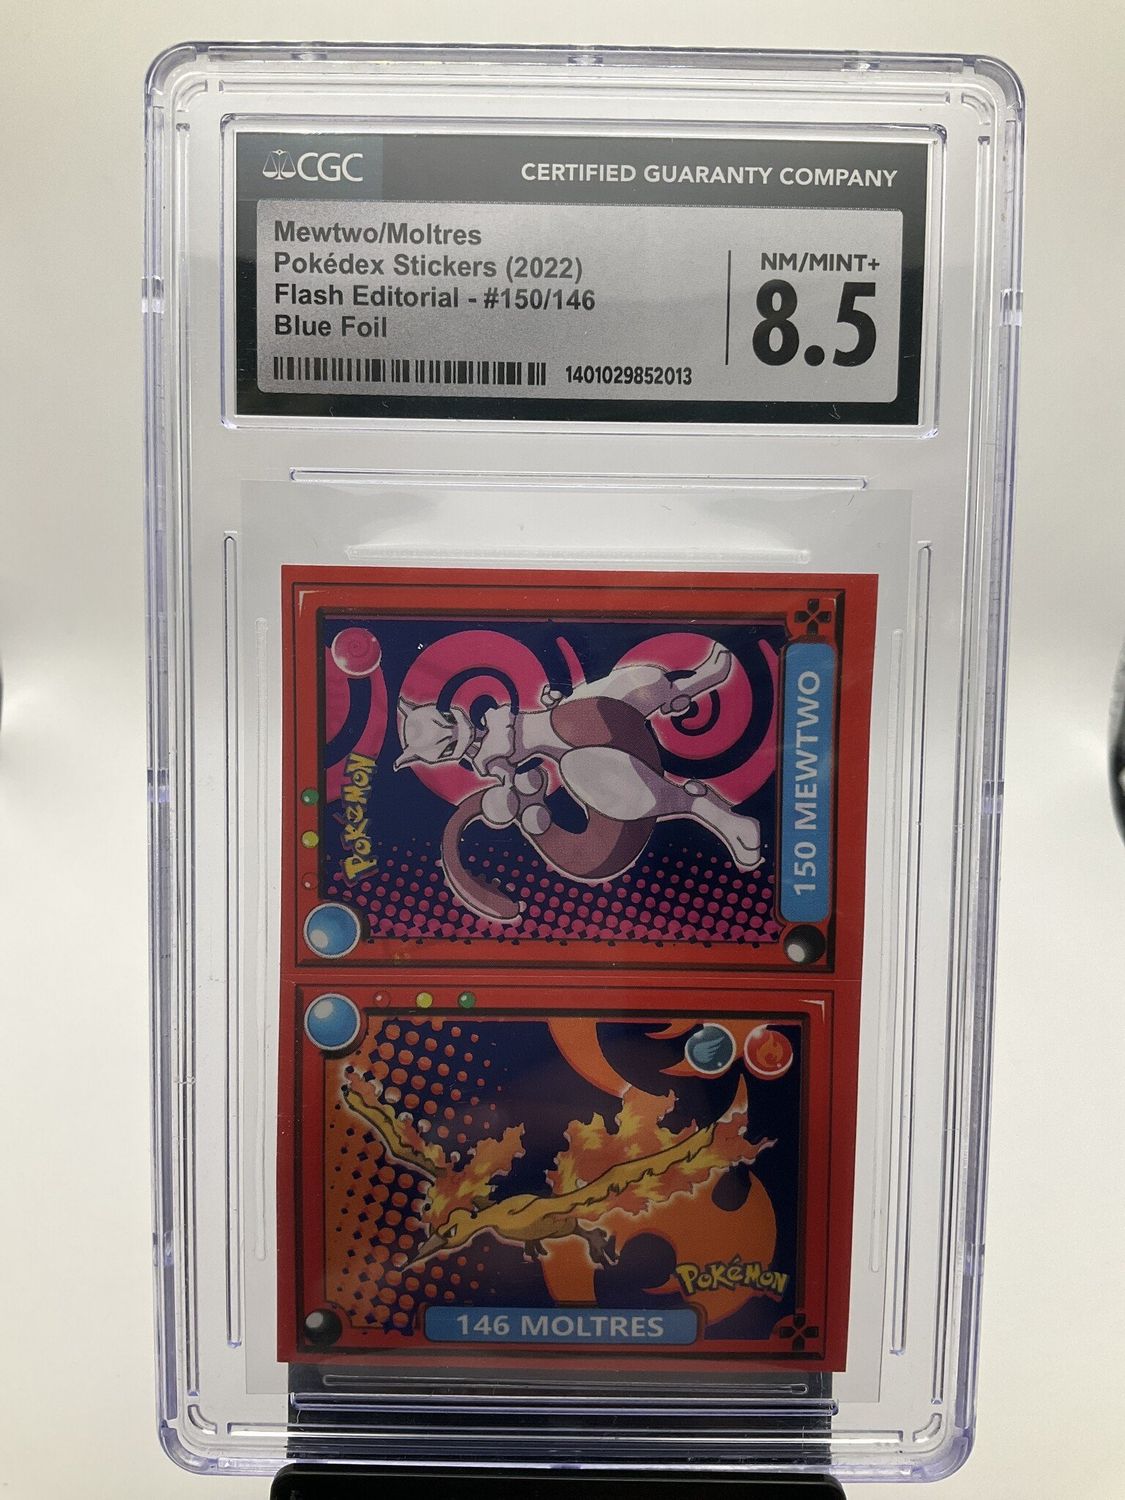 CGC
CERTIFIED GUARANTY COMPANY
Mewtwo/Moltres
Pokédex Stickers (2022)
Flash Editorial - #150/146
Blue Foil
NM/MINT+
8.5
1401029852013
POKéMON
150 MEWTWO
POKéMON
146 MOLTRES